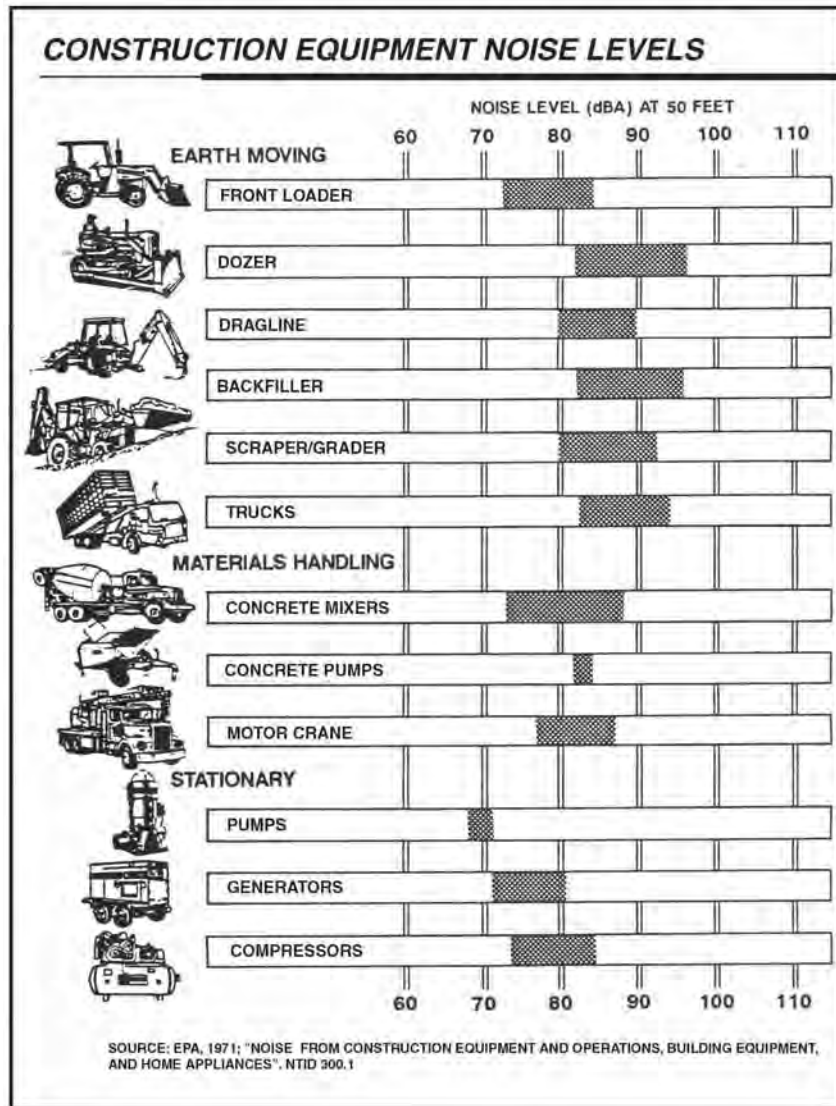 CONSTRUCTION EQUIPMENT NOISE LEVELS
NOISE LEVEL (dBA) AT 50 FEET
60 70 80 90 100 110
EARTH MOVING
FRONT LOADER
DOZER
DRAGLINE
BACKFILLER
SCRAPER/GRADER
TRUCKS
MATERIALS HANDLING
CONCRETE MIXERS
CONCRETE PUMPS
MOTOR CRANE
STATIONARY
PUMPS
GENERATORS
COMPRESSORS
60 70 80 90 100 110
SOURCE: EPA, 1971; "NOISE FROM CONSTRUCTION EQUIPMENT AND OPERATIONS, BUILDING EQUIPMENT,
AND HOME APPLIANCES". NTID 300.1